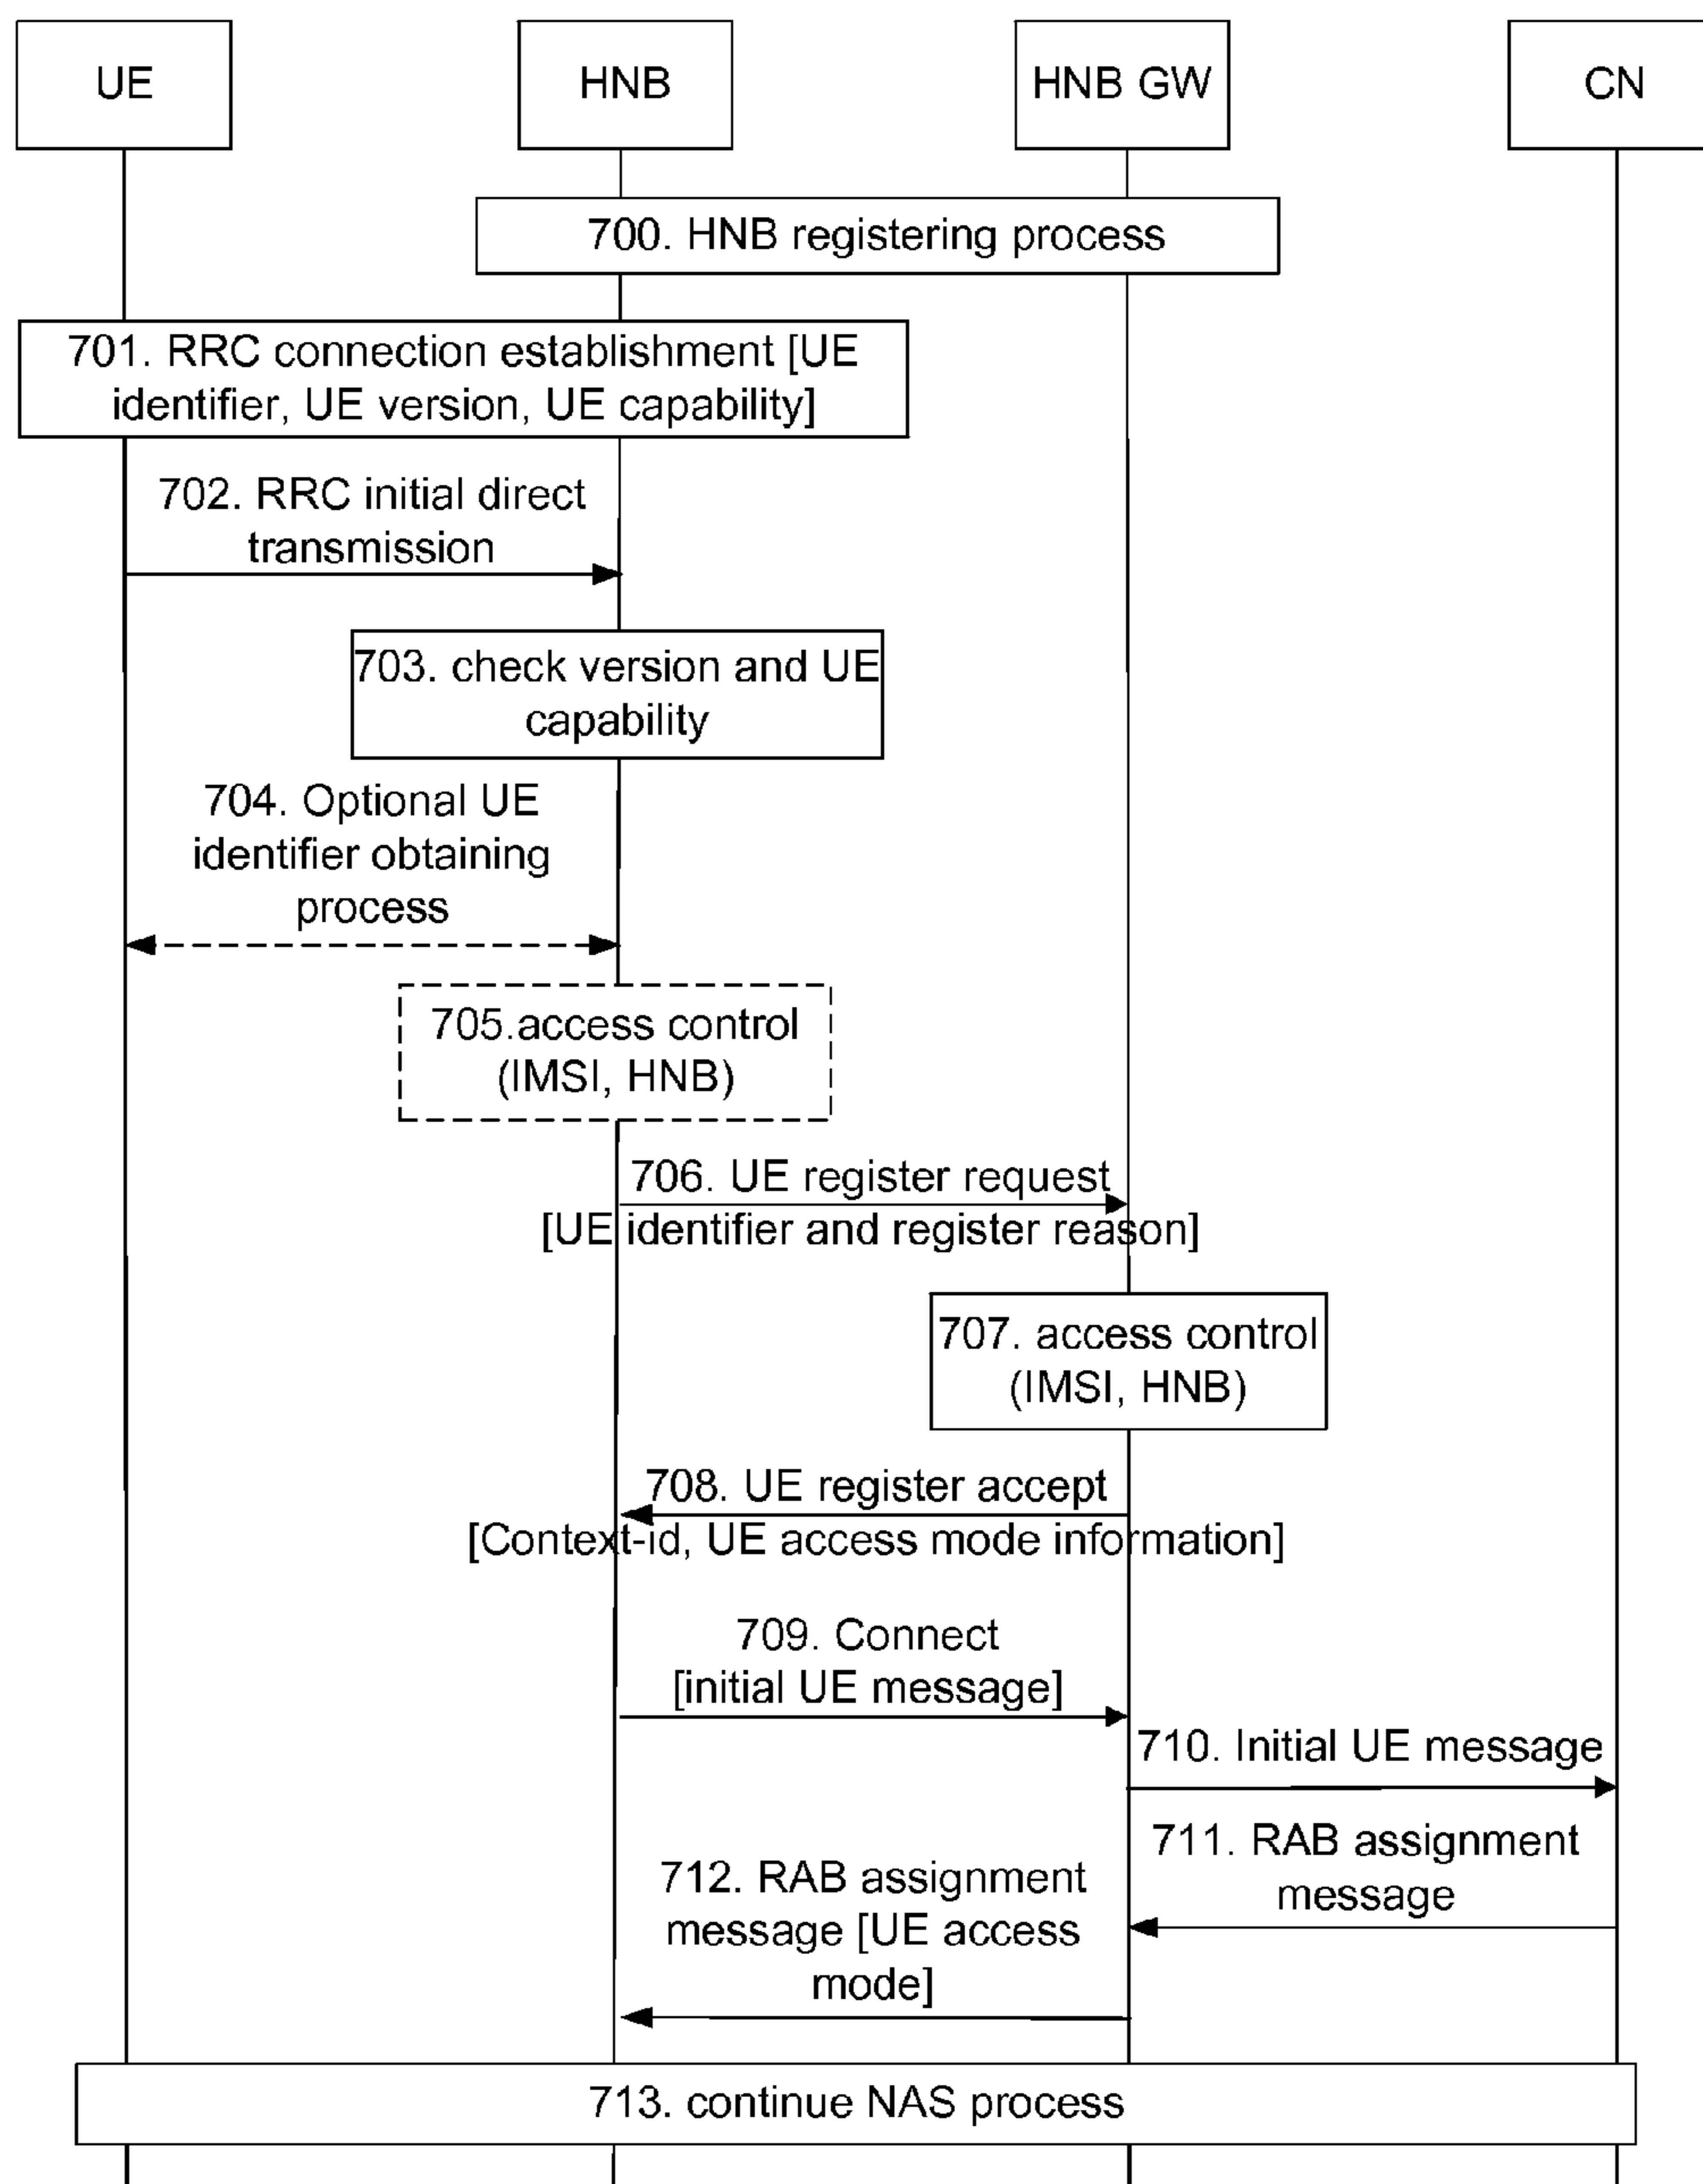 UE
HNB
HNB GW
CN
700. HNB registering process
701. RRC connection establishment [UE
identifier, UE version, UE capability]
702. RRC initial direct
transmission
703. check version and UE
capability
704. Optional UE
identifier obtaining
process
705.access control
(IMSI, HNB)
706. UE register request
[UE identifier and register reason]
707. access control
(IMSI, HNB)
708. UE register accept
[Context-id, UE access mode information]
709. Connect
[initial UE message]
710. Initial UE message
711. RAB assignment
message
712. RAB assignment
message [UE access
mode]
713. continue NAS process